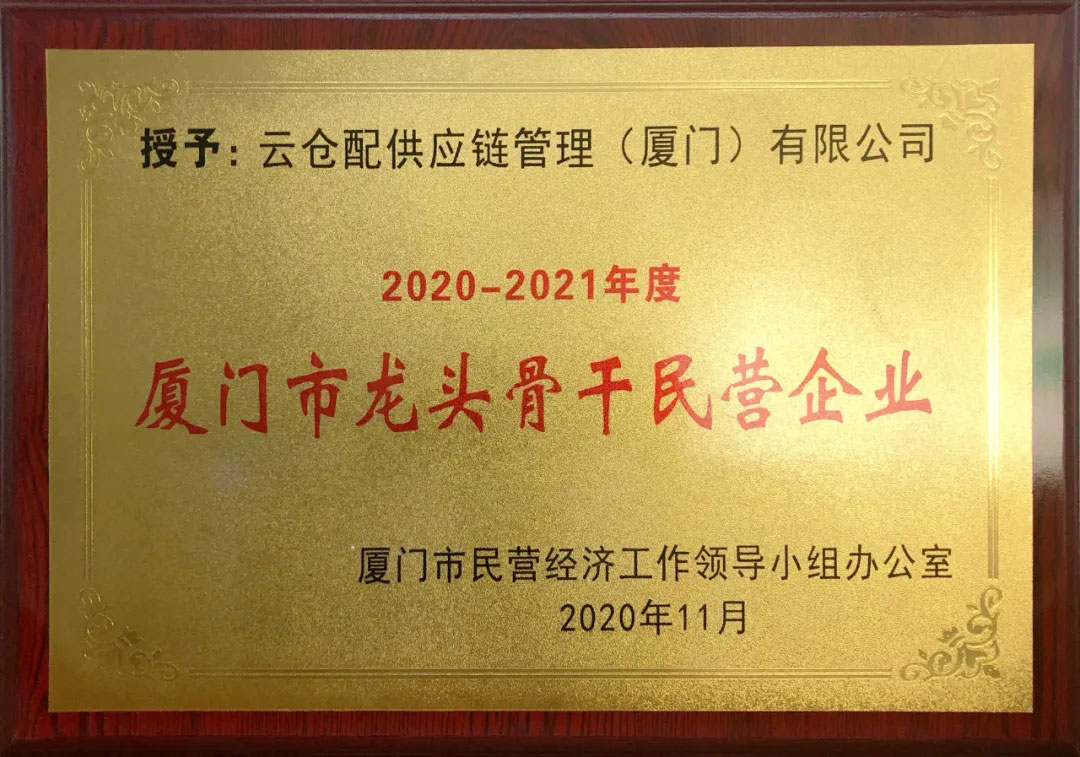 授予：云仓配供应链管理（厦门）有限公司
2020-2021年度
厦门市龙头骨干民营企业
厦门市民营经济工作领导小组办公室
2020年11月